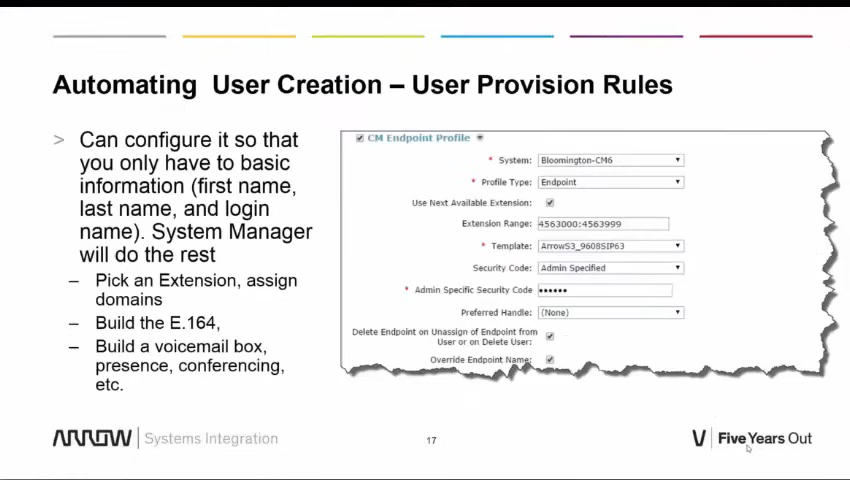 Automating  User Creation – User Provision Rules
> Can configure it so that
you only have to basic
information (first name,
last name, and login
name). System Manager
will do the rest
– Pick an Extension, assign
domains
– Build the E.164,
– Build a voicemail box,
presence, conferencing,
etc.
CM Endpoint Profile
* System: Bloomington-CM6
* Profile Type: Endpoint
Use Next Available Extension:
Extension Range: 4563000:4563999
* Template: ArrowS3_9608SIP63
Security Code: Admin Specified
* Admin Specific Security Code ••••••
Preferred Handle: (None)
Delete Endpoint on Unassign of Endpoint from
User or on Delete User:
Override Endpoint Name:
ARROW | Systems Integration
17
Five Years Out